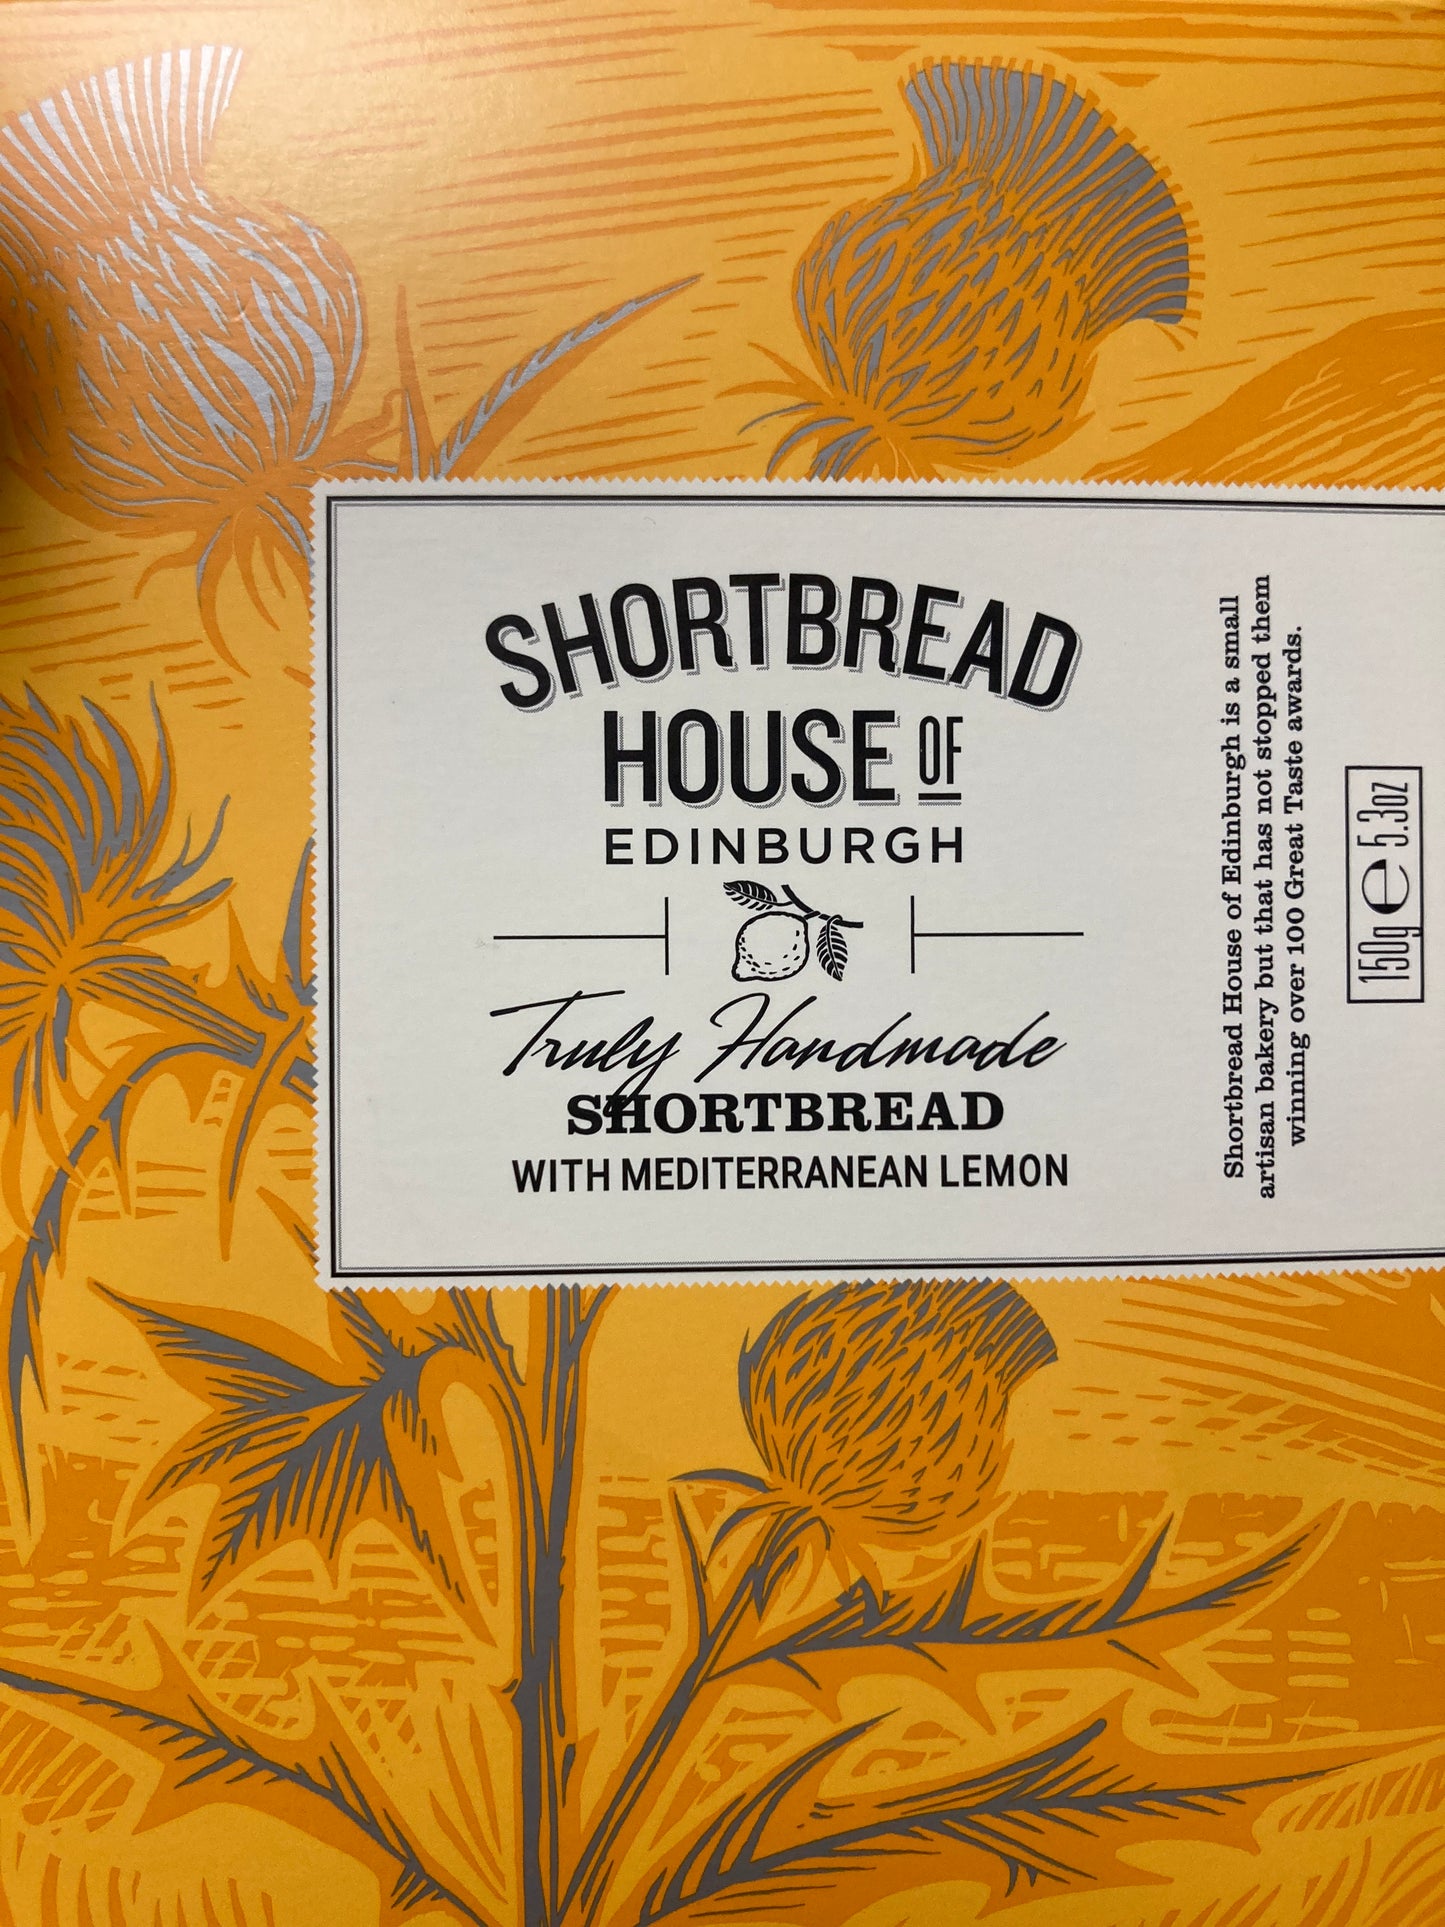 SHORTBREAD
HOUSE OF
EDINBURGH
Truly Handmade
SHORTBREAD
WITH MEDITERRANEAN LEMON
Shortbread House of Edinburgh is a small
artisan bakery but that has not stopped them
winning over 100 Great Taste awards.
150g ℮ 5.3oz